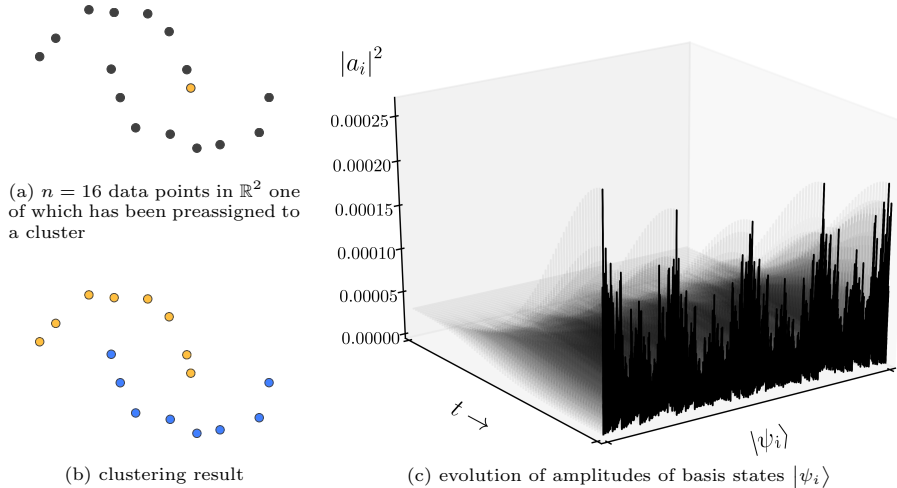 (a) n = 16 data points in ℝ² one
of which has been preassigned to
a cluster
(b) clustering result
|aᵢ|²
0.00025
0.00020
0.00015
0.00010
0.00005
0.00000
t →
|ψᵢ⟩
(c) evolution of amplitudes of basis states |ψᵢ⟩